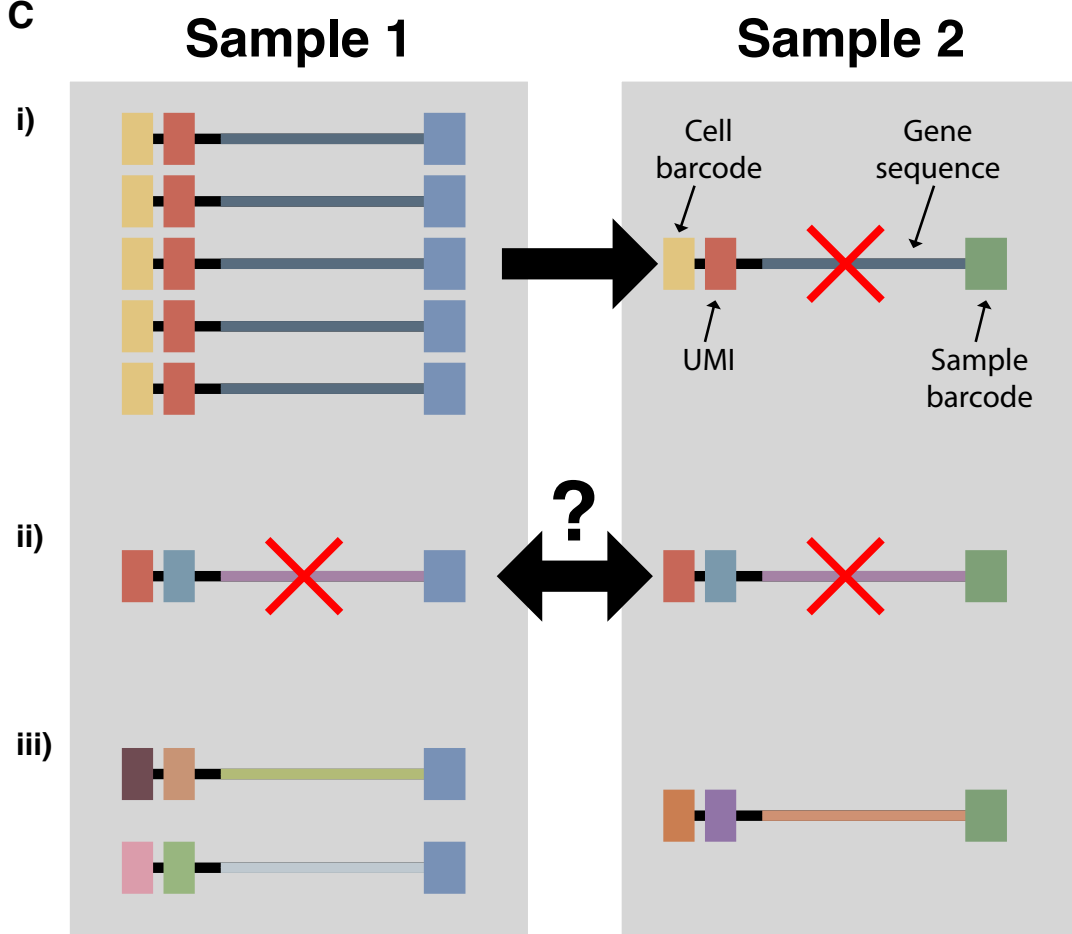 C
Sample 1
Sample 2
i)
Cell
barcode
Gene
sequence
UMI
Sample
barcode
ii)
?
iii)